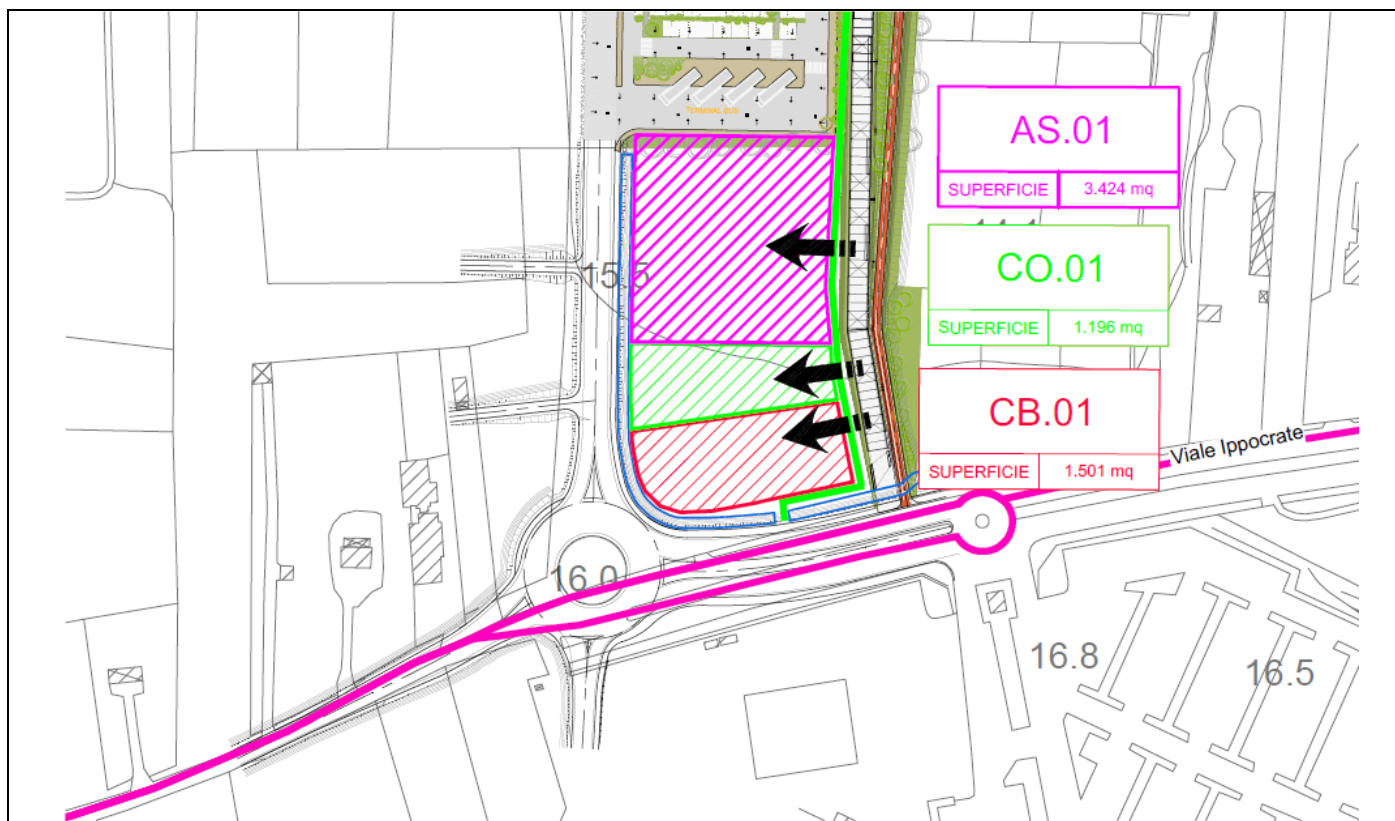 TERMINAL BUS
AS.01
SUPERFICIE 3.424 mq
15.5
CO.01
SUPERFICIE 1.196 mq
CB.01
SUPERFICIE 1.501 mq
Viale Ippocrate
16.0
16.8
16.5